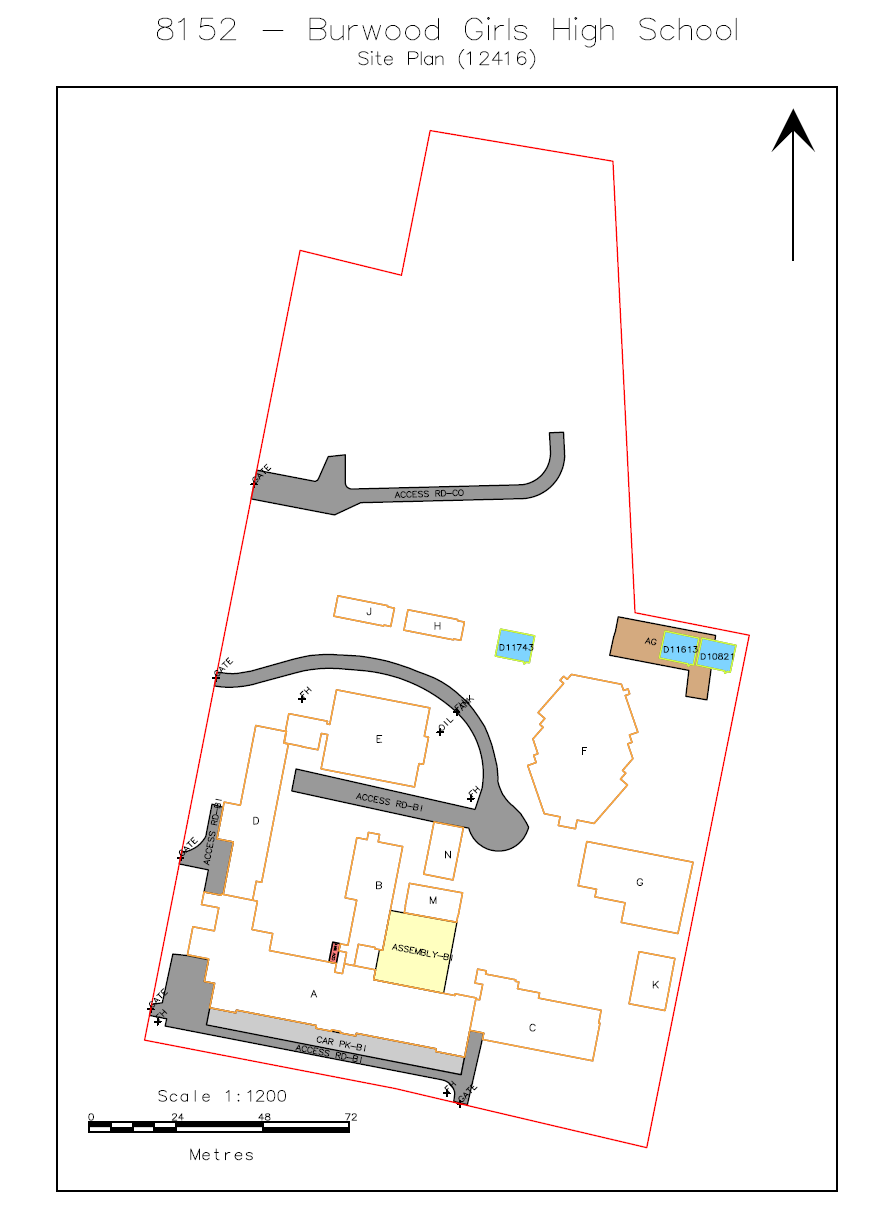 8152 - Burwood Girls High School
Site Plan (12416)
GATE
ACCESS RD-CO
J
H
D11743
AG
D11613
D10821
GATE
FH
OIL TANK
E
F
FH
ACCESS RD-BI
ACCESS RD-BI
D
GATE
N
B
M
G
ASSEMBLY-BI
K
A
C
GATE
FH
CAR PK-BI
ACCESS RD-BI
FH
GATE
Scale 1:1200
0 24 48 72
Metres